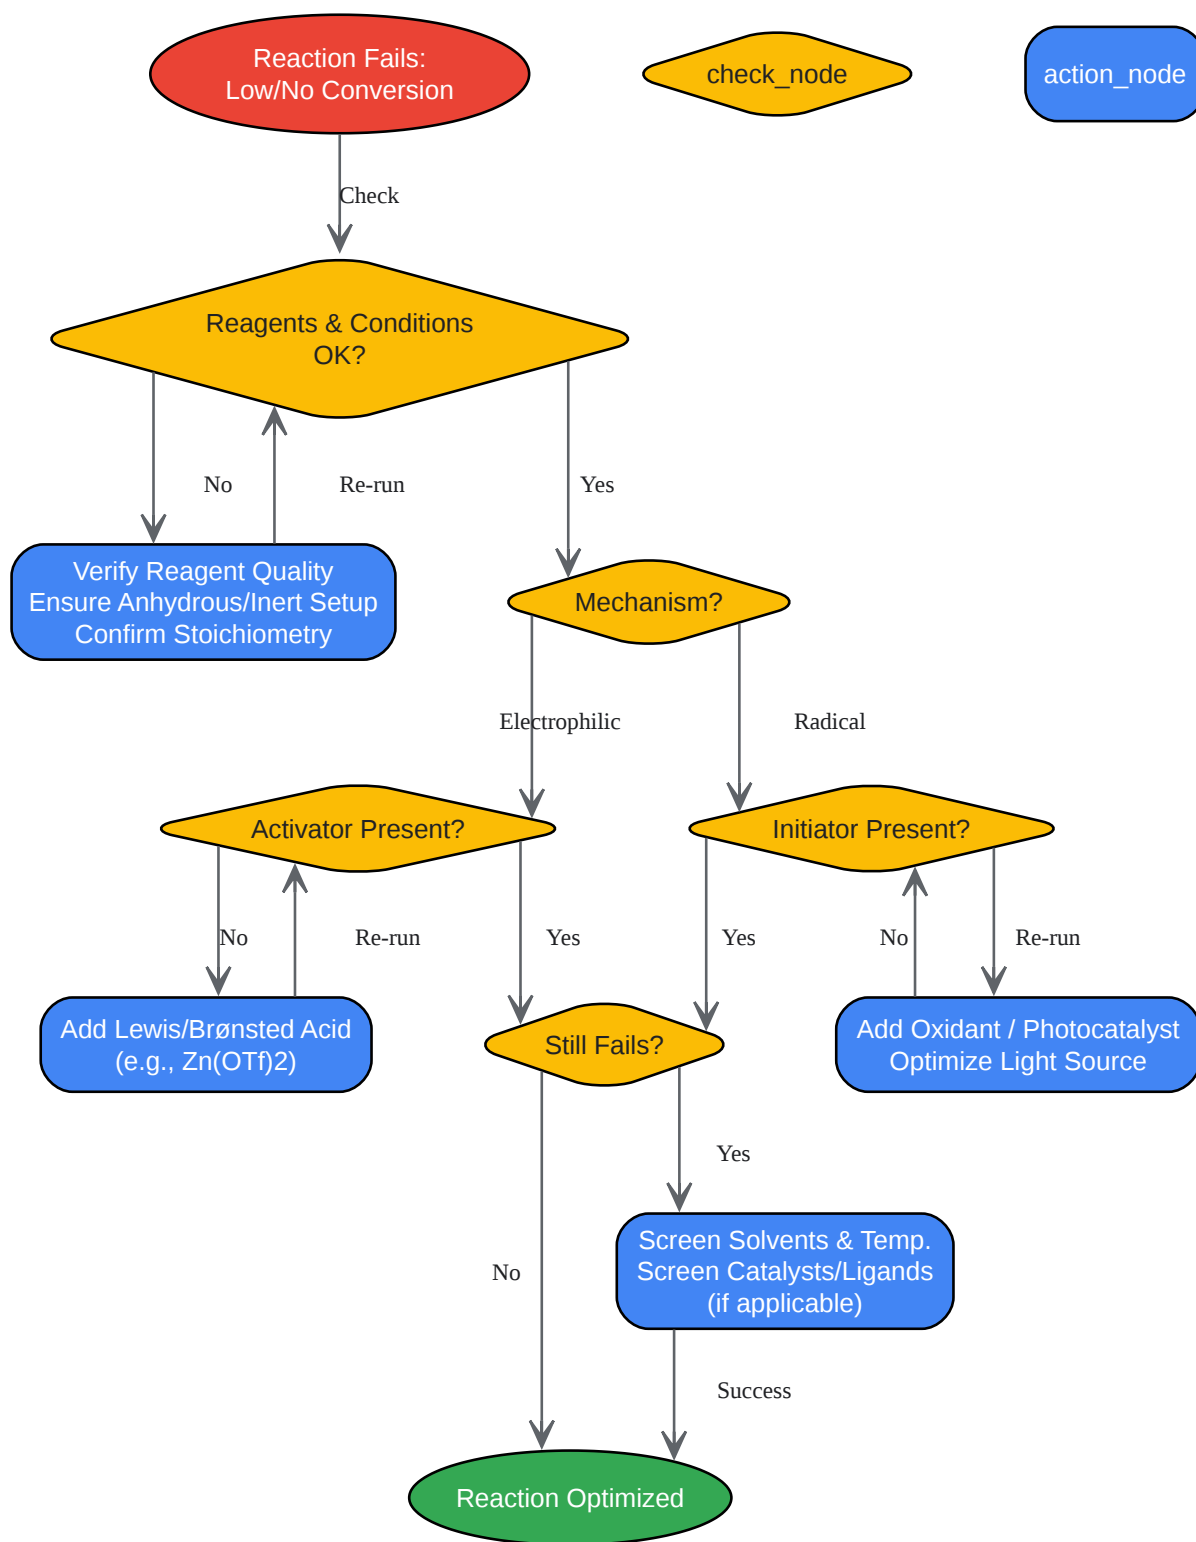 Reaction Fails:
Low/No Conversion
check_node
action_node
Check
Reagents & Conditions
OK?
No
Re-run
Yes
Verify Reagent Quality
Ensure Anhydrous/Inert Setup
Confirm Stoichiometry
Mechanism?
Electrophilic
Radical
Activator Present?
Initiator Present?
No
Re-run
Yes
Yes
No
Re-run
Add Lewis/Brønsted Acid
(e.g., Zn(OTf)2)
Still Fails?
Add Oxidant / Photocatalyst
Optimize Light Source
Yes
Screen Solvents & Temp.
Screen Catalysts/Ligands
(if applicable)
No
Success
Reaction Optimized